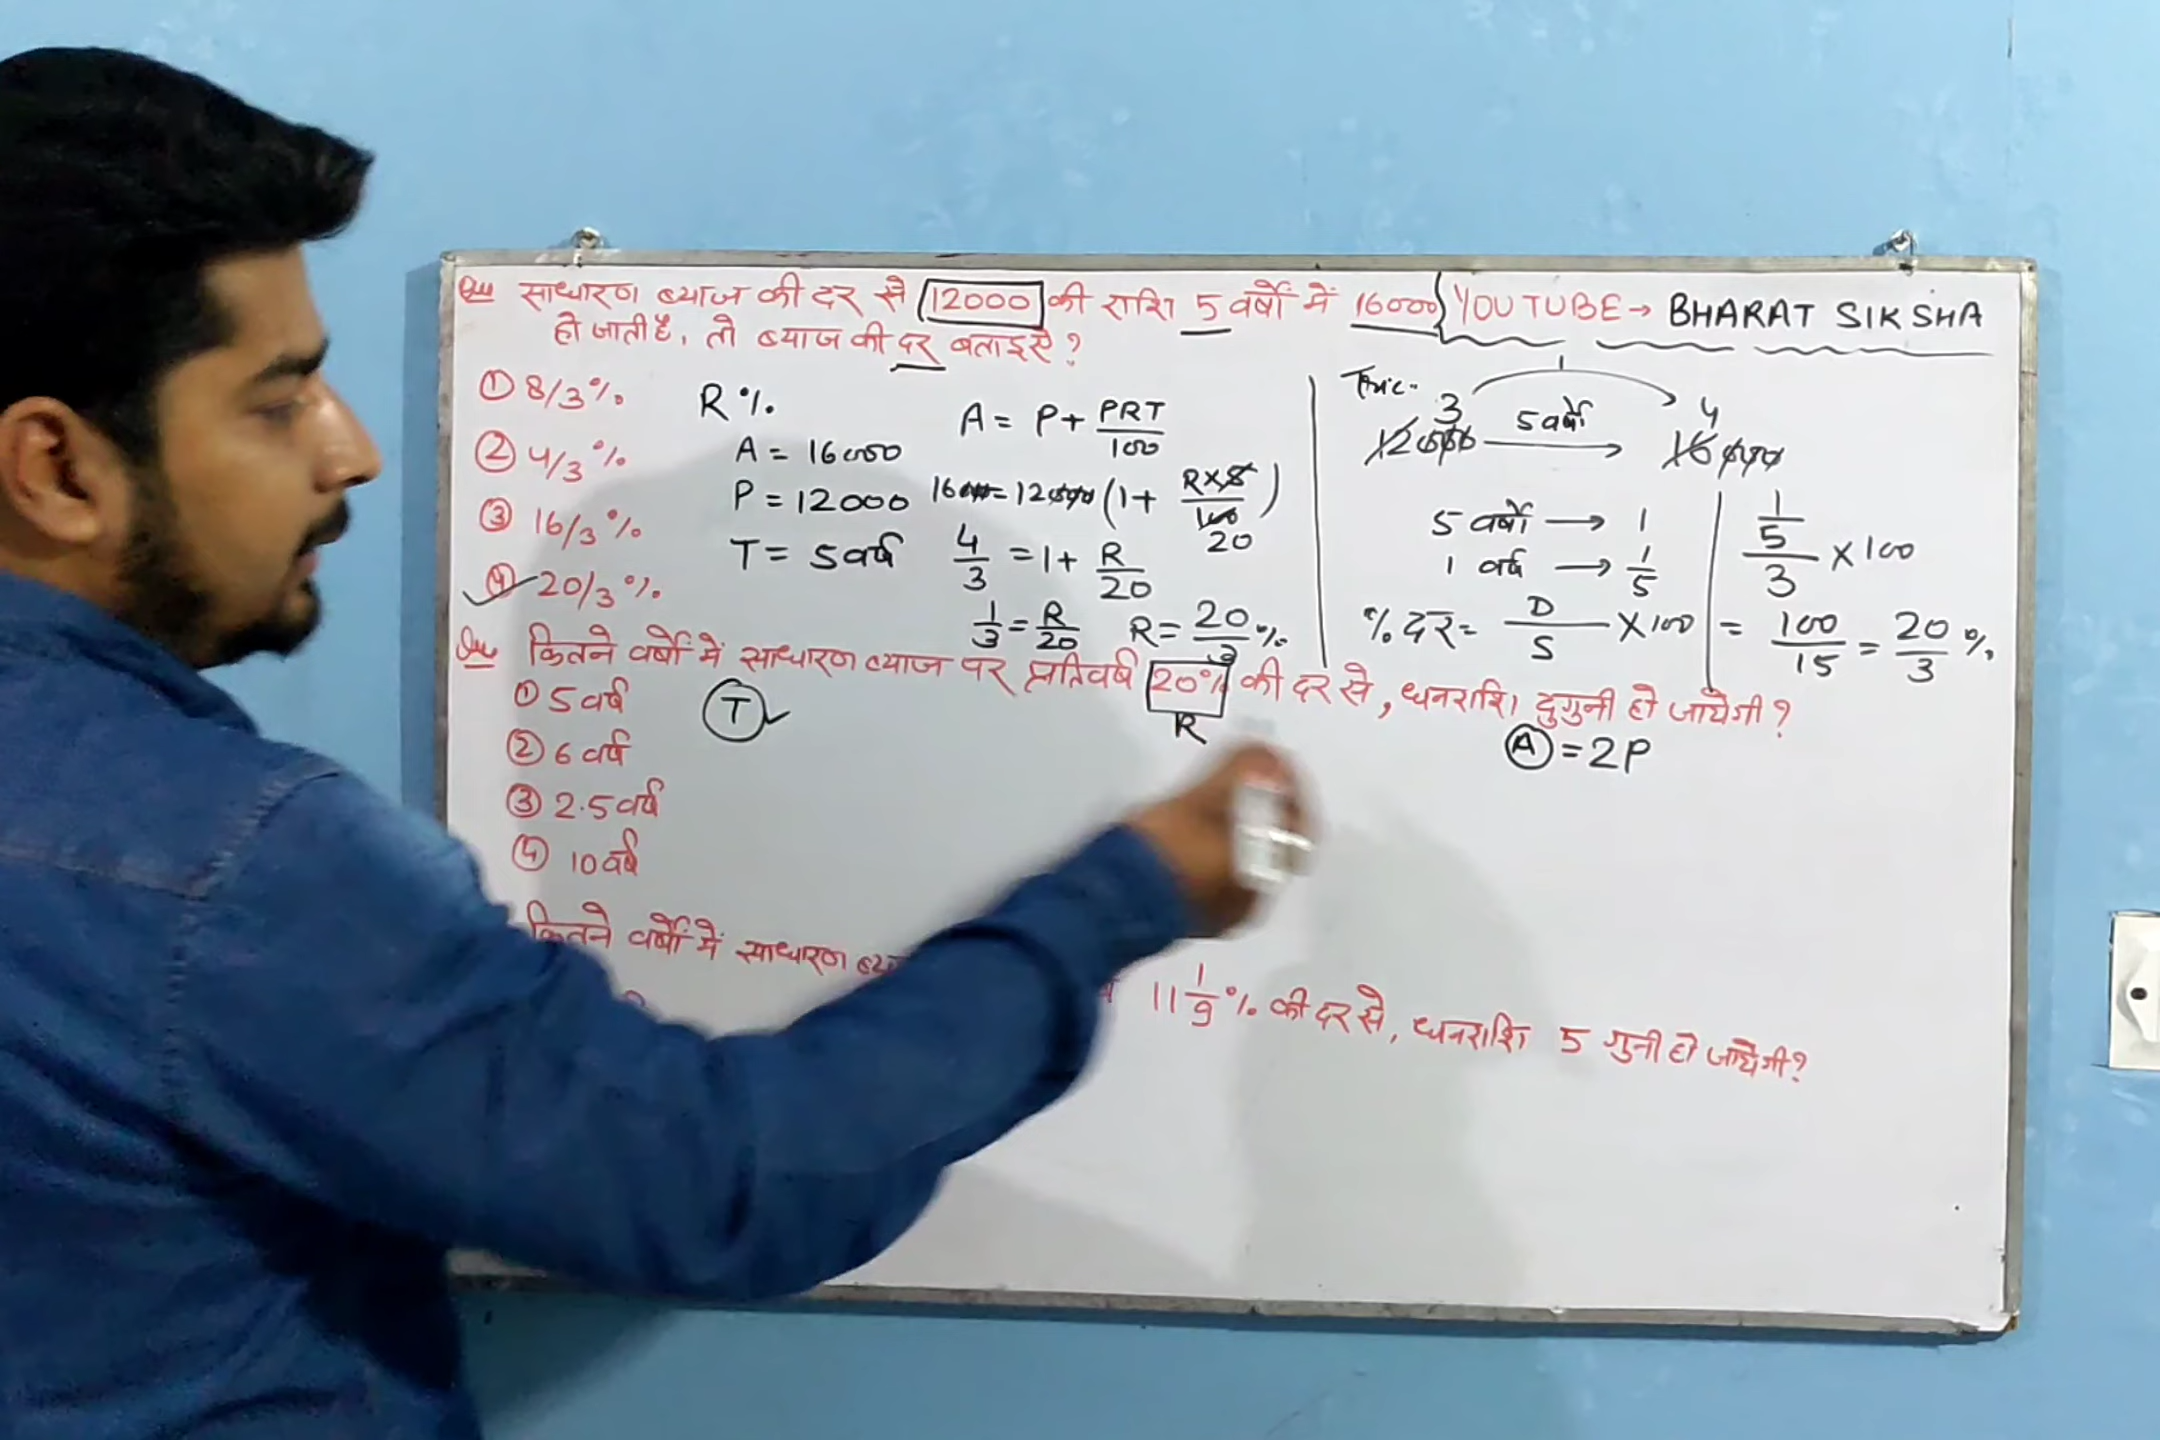 Que साधारण ब्याज की दर से 12000 की राशि 5 वर्षों में 16000
हो जाती है, तो ब्याज की दर बताइये?
YOUTUBE→ BHARAT SIKSHA
① 8/3%
② 4/3%
③ 16/3%
④ 20/3%
R%
A = 16000
P = 12000
T = 5 वर्ष
A = P + PRT/100
16000 = 12000 (1 + R×5/100)
20
4/3 = 1 + R/20
1/3 = R/20 R = 20/3 %
1
3 4
12000 5 वर्षों → 16000
5 वर्षों → 1
1 वर्ष → 1/5
% दर = D/S × 100
1/5/3 × 100
= 100/15 = 20/3 %
Que कितने वर्षों में साधारण ब्याज पर प्रतिवर्ष 20% की दर से, धनराशि दुगुनी हो जायेगी?
① 5 वर्ष
② 6 वर्ष
③ 2.5 वर्ष
④ 10 वर्ष
T
R
A = 2P
कितने वर्षों में साधारण 11 1/9 % की दर से, धनराशि 5 गुनी हो जायेगी?